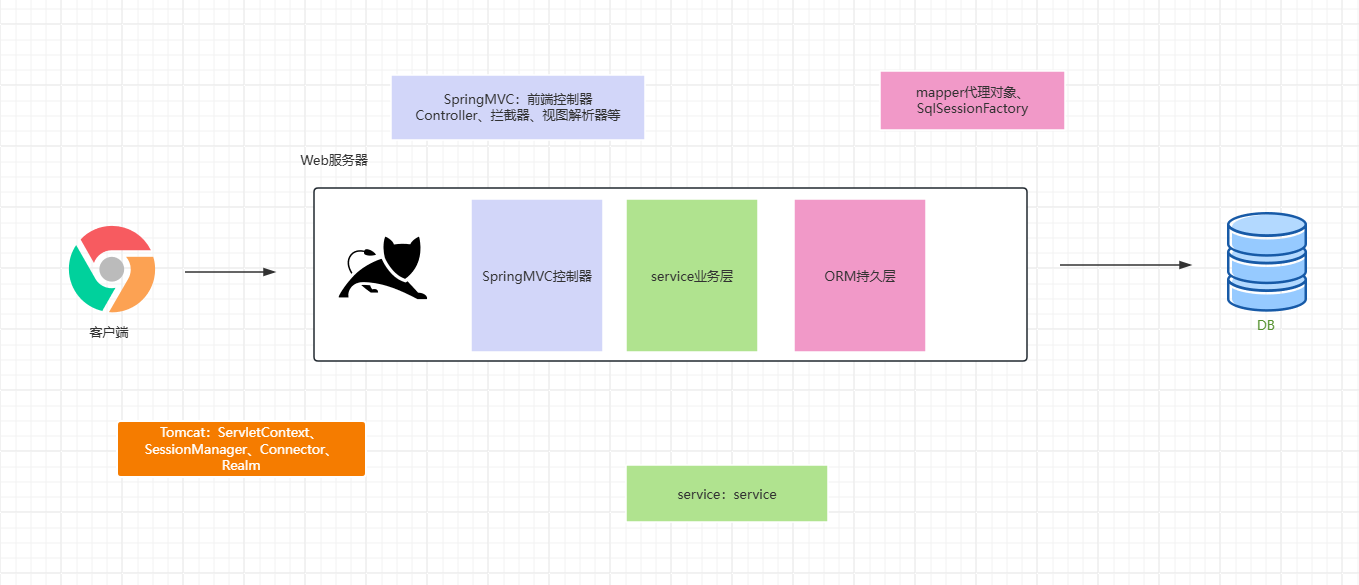 SpringMVC：前端控制器
Controller、拦截器、视图解析器等
mapper代理对象、
SqlSessionFactory
Web服务器
SpringMVC控制器
service业务层
ORM持久层
客户端
DB
Tomcat：ServletContext、
SessionManager、Connector、
Realm
service：service